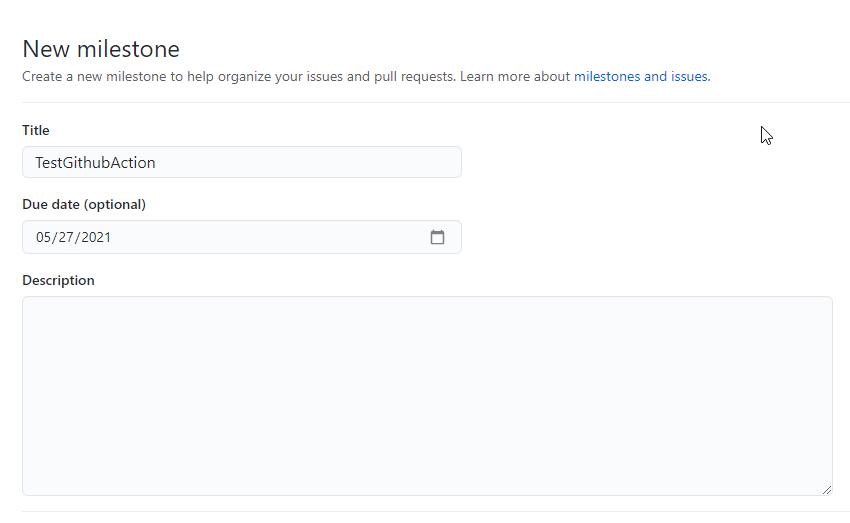 New milestone
Create a new milestone to help organize your issues and pull requests. Learn more about milestones and issues.
Title
TestGithubAction
Due date (optional)
05/27/2021
Description